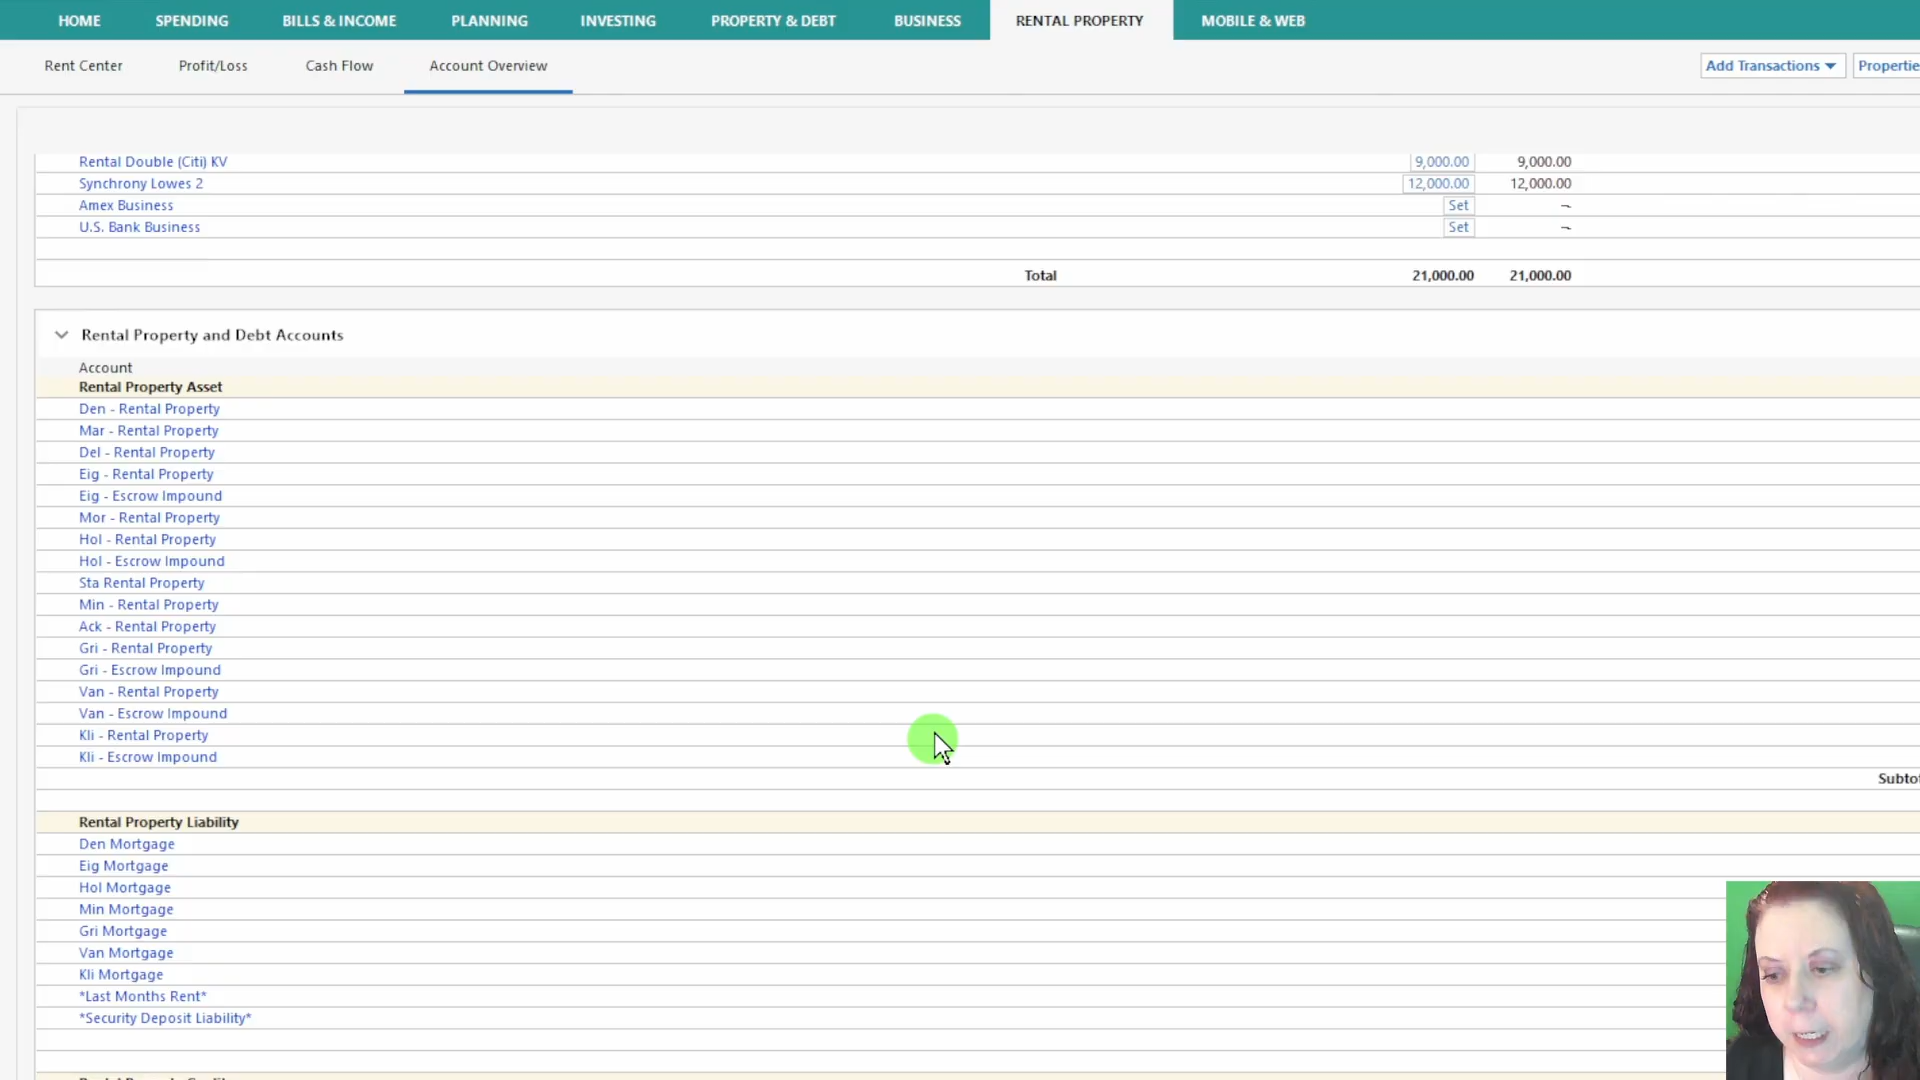 HOME SPENDING BILLS & INCOME PLANNING INVESTING PROPERTY & DEBT BUSINESS RENTAL PROPERTY MOBILE & WEB
Rent Center Profit/Loss Cash Flow Account Overview Add Transactions Propertie
Rental Double (Citi) KV 9,000.00 9,000.00
Synchrony Lowes 2 12,000.00 12,000.00
Amex Business Set
U.S. Bank Business Set
Total 21,000.00 21,000.00
Rental Property and Debt Accounts
Account
Rental Property Asset
Den - Rental Property
Mar - Rental Property
Del - Rental Property
Eig - Rental Property
Eig - Escrow Impound
Mor - Rental Property
Hol - Rental Property
Hol - Escrow Impound
Sta Rental Property
Min - Rental Property
Ack - Rental Property
Gri - Rental Property
Gri - Escrow Impound
Van - Rental Property
Van - Escrow Impound
Kli - Rental Property
Kli - Escrow Impound
Subto
Rental Property Liability
Den Mortgage
Eig Mortgage
Hol Mortgage
Min Mortgage
Gri Mortgage
Van Mortgage
Kli Mortgage
*Last Months Rent*
*Security Deposit Liability*